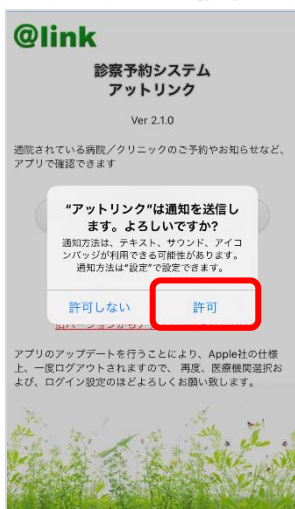 @link
診察予約システム
アットリンク
Ver 2.1.0
通院されている病院／クリニックのご予約やお知らせなど、
アプリで確認できます
"アットリンク"は通知を送信し
ます。よろしいですか?
通知方法は、テキスト、サウンド、アイコ
ンバッジが利用できる可能性があります。
通知方法は"設定"で設定できます。
許可しない
許可
旧バージョンから
アプリのアップデートを行うことにより、Apple社の仕様
上、一度ログアウトされますので、 再度、医療機関選択お
よび、ログイン設定のほどよろしくお願い致します。